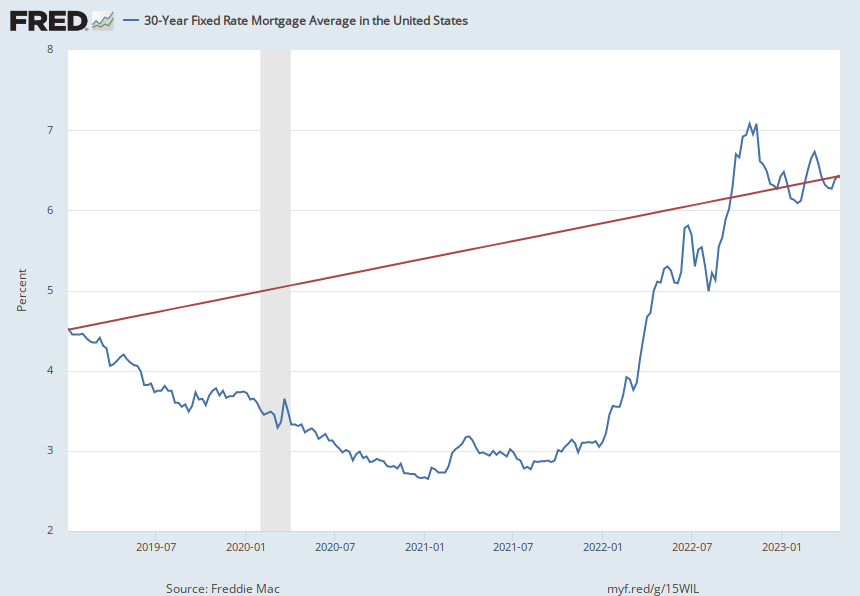 FRED
30-Year Fixed Rate Mortgage Average in the United States
8
7
6
5
4
3
2
Percent
2019-07 2020-01 2020-07 2021-01 2021-07 2022-01 2022-07 2023-01
Source: Freddie Mac myf.red/g/15WIL